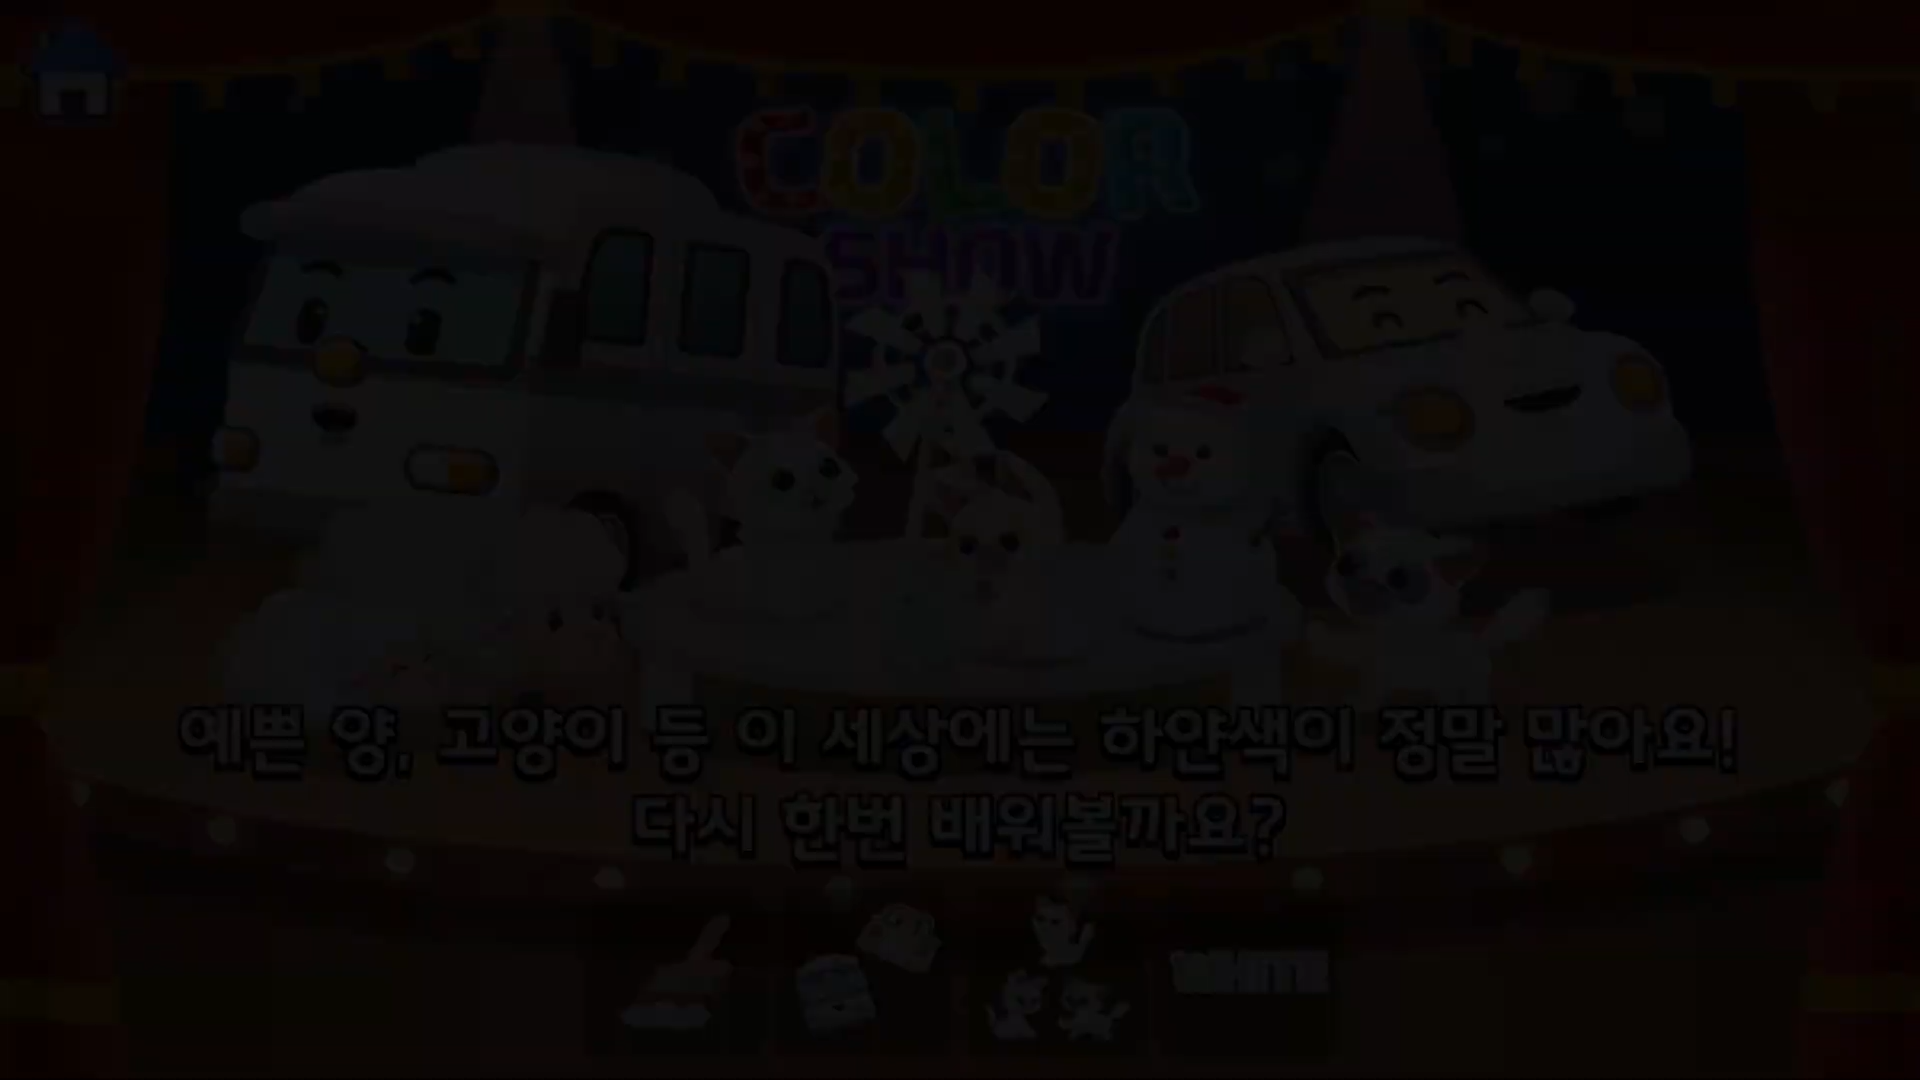 COLOR
SHOW
예쁜 양, 고양이 등 이 세상에는 하얀색이 정말 많아요!
다시 한번 배워볼까요?
WHITE